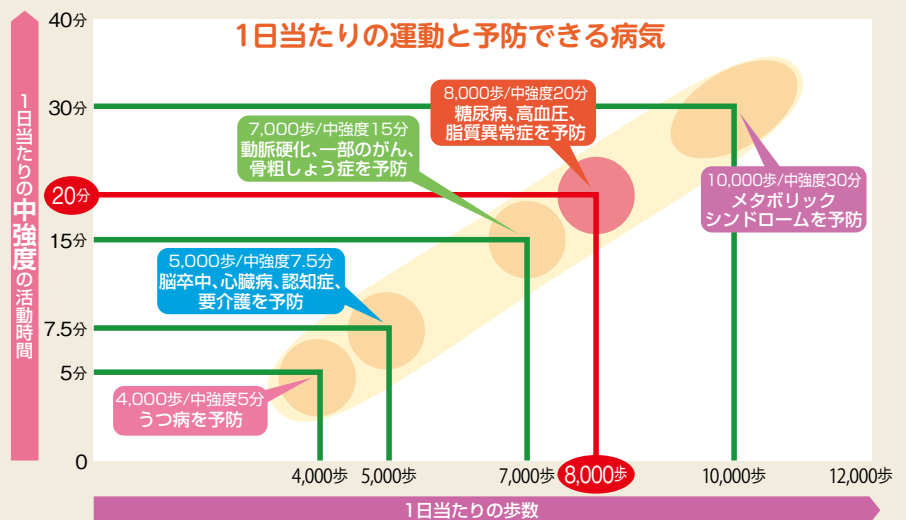 1日当たりの運動と予防できる病気
1日当たりの中強度の活動時間
40分
30分
20分
15分
7.5分
5分
0
8,000歩/中強度20分
糖尿病、高血圧、
脂質異常症を予防
7,000歩/中強度15分
動脈硬化、一部のがん、
骨粗しょう症を予防
10,000歩/中強度30分
メタボリック
シンドロームを予防
5,000歩/中強度7.5分
脳卒中、心臓病、認知症、
要介護を予防
4,000歩/中強度5分
うつ病を予防
4,000歩 5,000歩 7,000歩 8,000歩 10,000歩 12,000歩
1日当たりの歩数